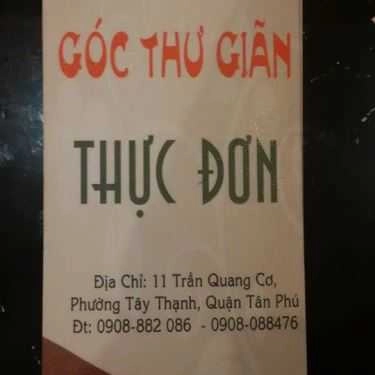 GÓC THƯ GIÃN
THỰC ĐƠN
Địa Chỉ: 11 Trần Quang Cơ,
Phường Tây Thạnh, Quận Tân Phú
Đt: 0908-882 086 - 0908-088476